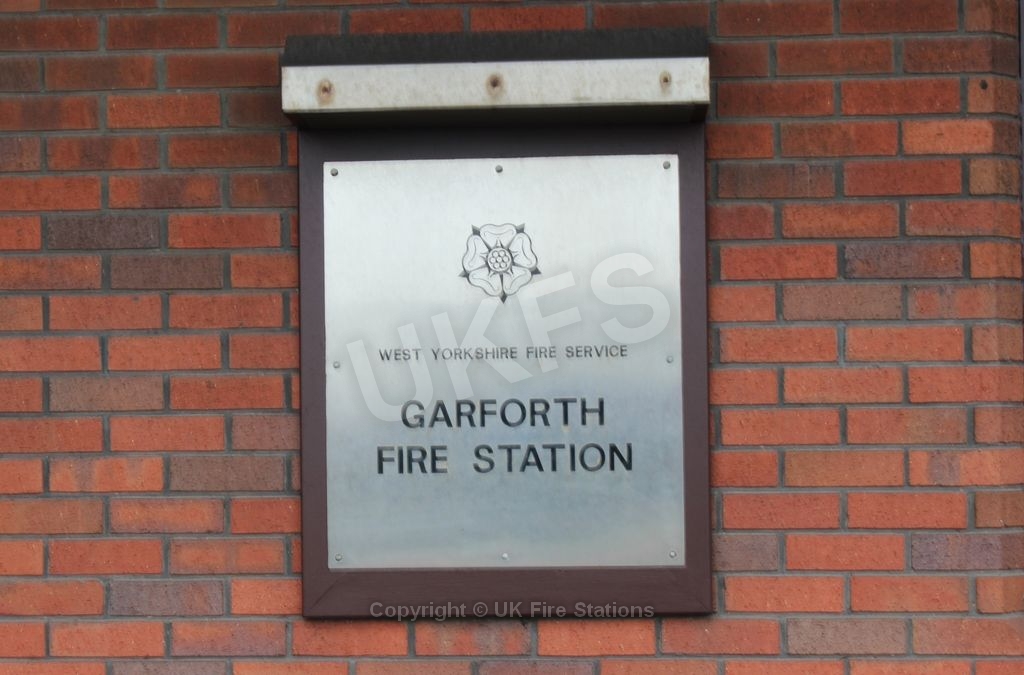 UKFS
WEST YORKSHIRE FIRE SERVICE
GARFORTH
FIRE STATION
Copyright © UK Fire Stations